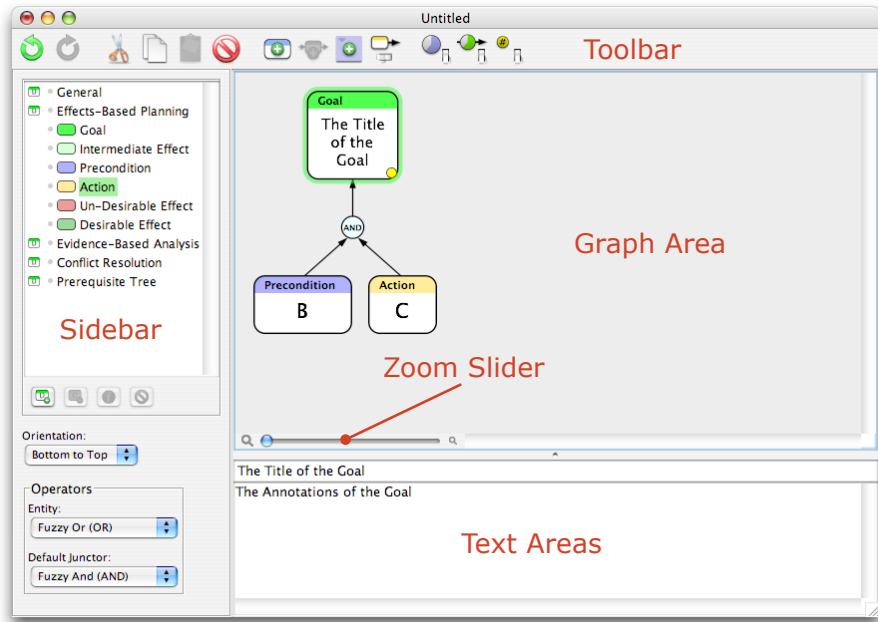 Untitled
Toolbar
General
Effects-Based Planning
Goal
Intermediate Effect
Precondition
Action
Un-Desirable Effect
Desirable Effect
Evidence-Based Analysis
Conflict Resolution
Prerequisite Tree
Sidebar
Orientation:
Bottom to Top
Operators
Entity:
Fuzzy Or (OR)
Default Junctor:
Fuzzy And (AND)
Goal
The Title
of the
Goal
AND
Precondition
B
Action
C
Graph Area
Zoom Slider
The Title of the Goal
The Annotations of the Goal
Text Areas